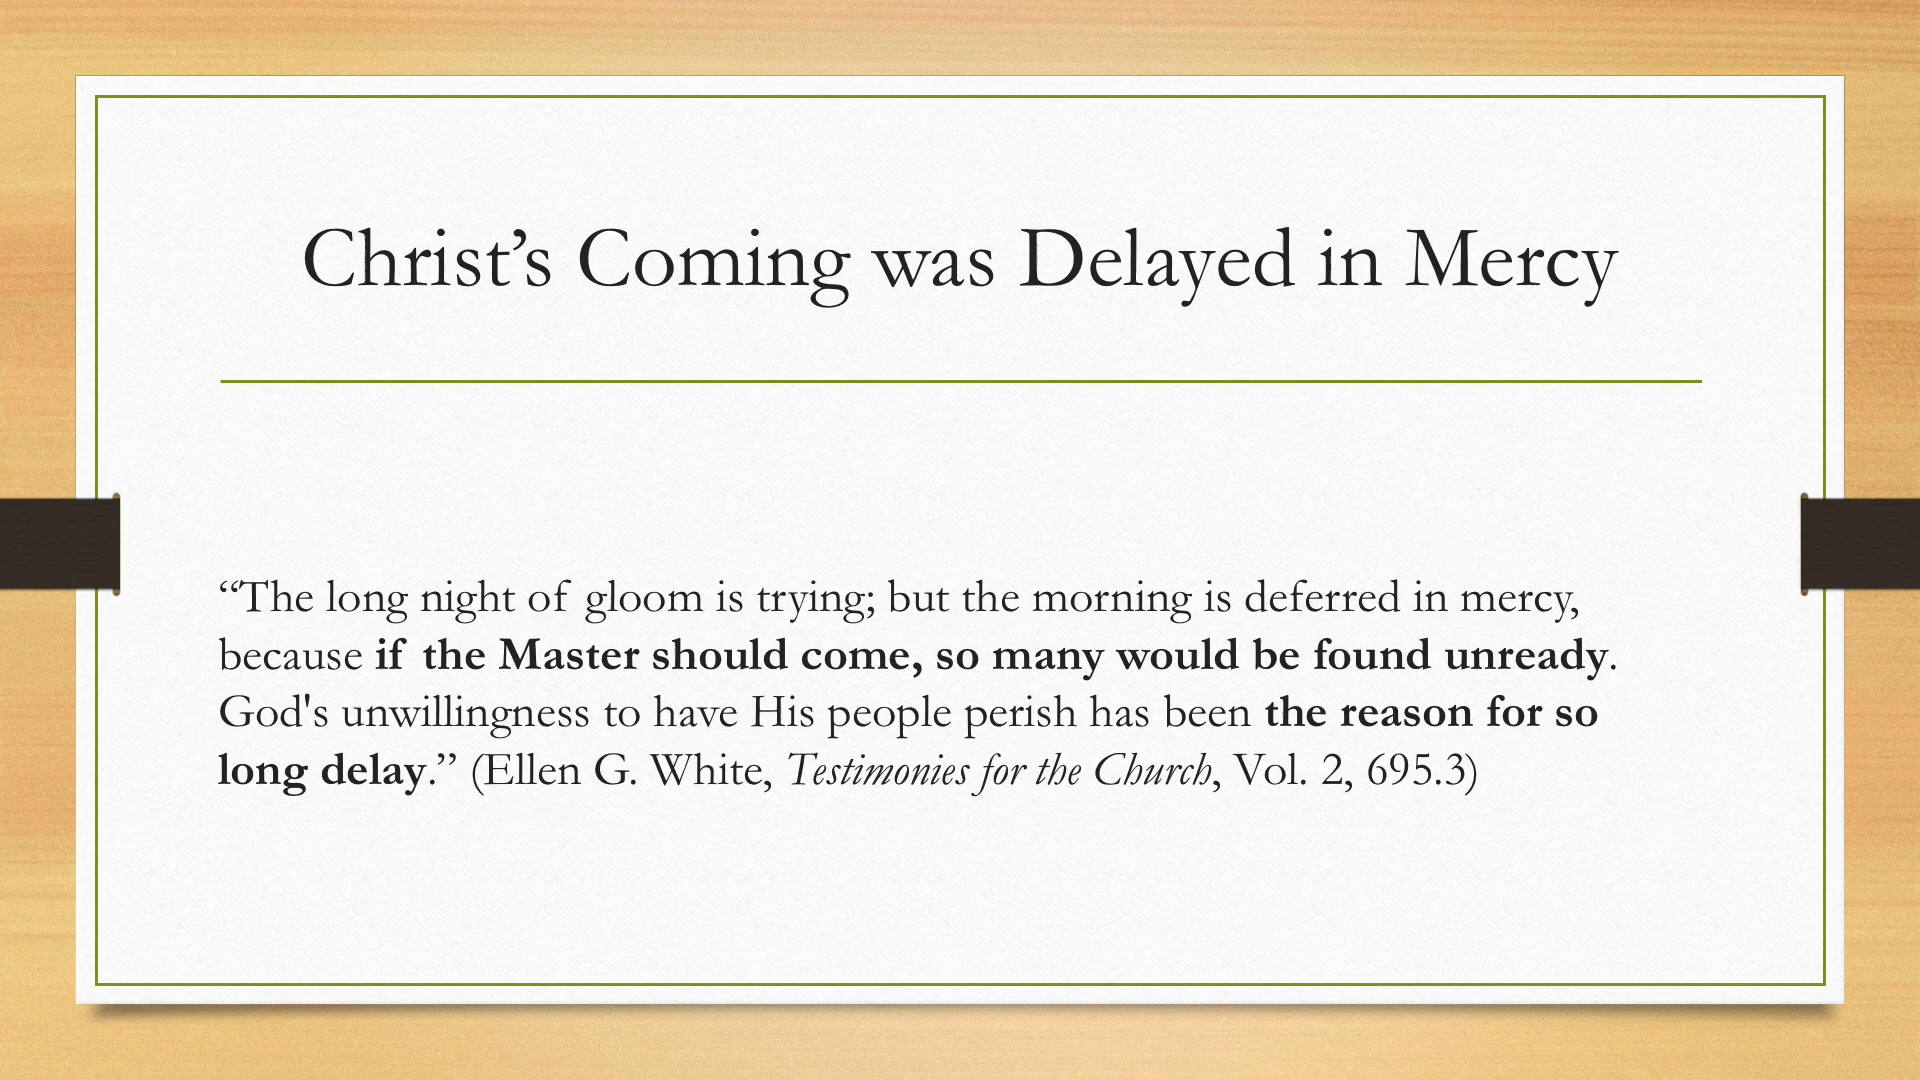 Christ’s Coming was Delayed in Mercy
“The long night of gloom is trying; but the morning is deferred in mercy,
because if the Master should come, so many would be found unready.
God's unwillingness to have His people perish has been the reason for so
long delay.” (Ellen G. White, Testimonies for the Church, Vol. 2, 695.3)